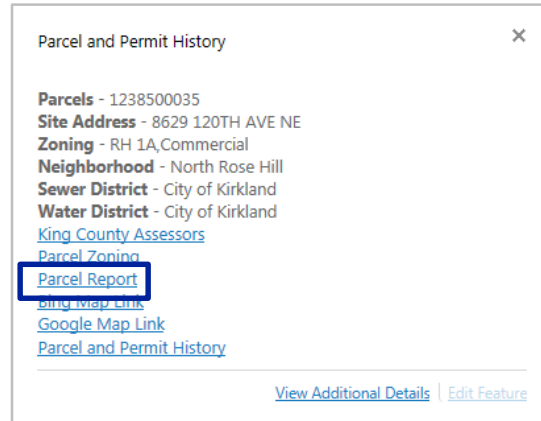 Parcel and Permit History ×
Parcels - 1238500035
Site Address - 8629 120TH AVE NE
Zoning - RH 1A,Commercial
Neighborhood - North Rose Hill
Sewer District - City of Kirkland
Water District - City of Kirkland
King County Assessors
Parcel Zoning
Parcel Report
Bing Map Link
Google Map Link
Parcel and Permit History
View Additional Details | Edit Feature